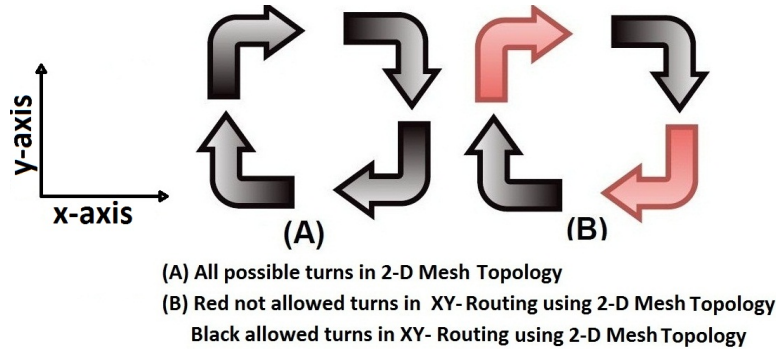 y-axis
x-axis
(A)
(B)
(A) All possible turns in 2-D Mesh Topology
(B) Red not allowed turns in XY- Routing using 2-D Mesh Topology
Black allowed turns in XY- Routing using 2-D Mesh Topology